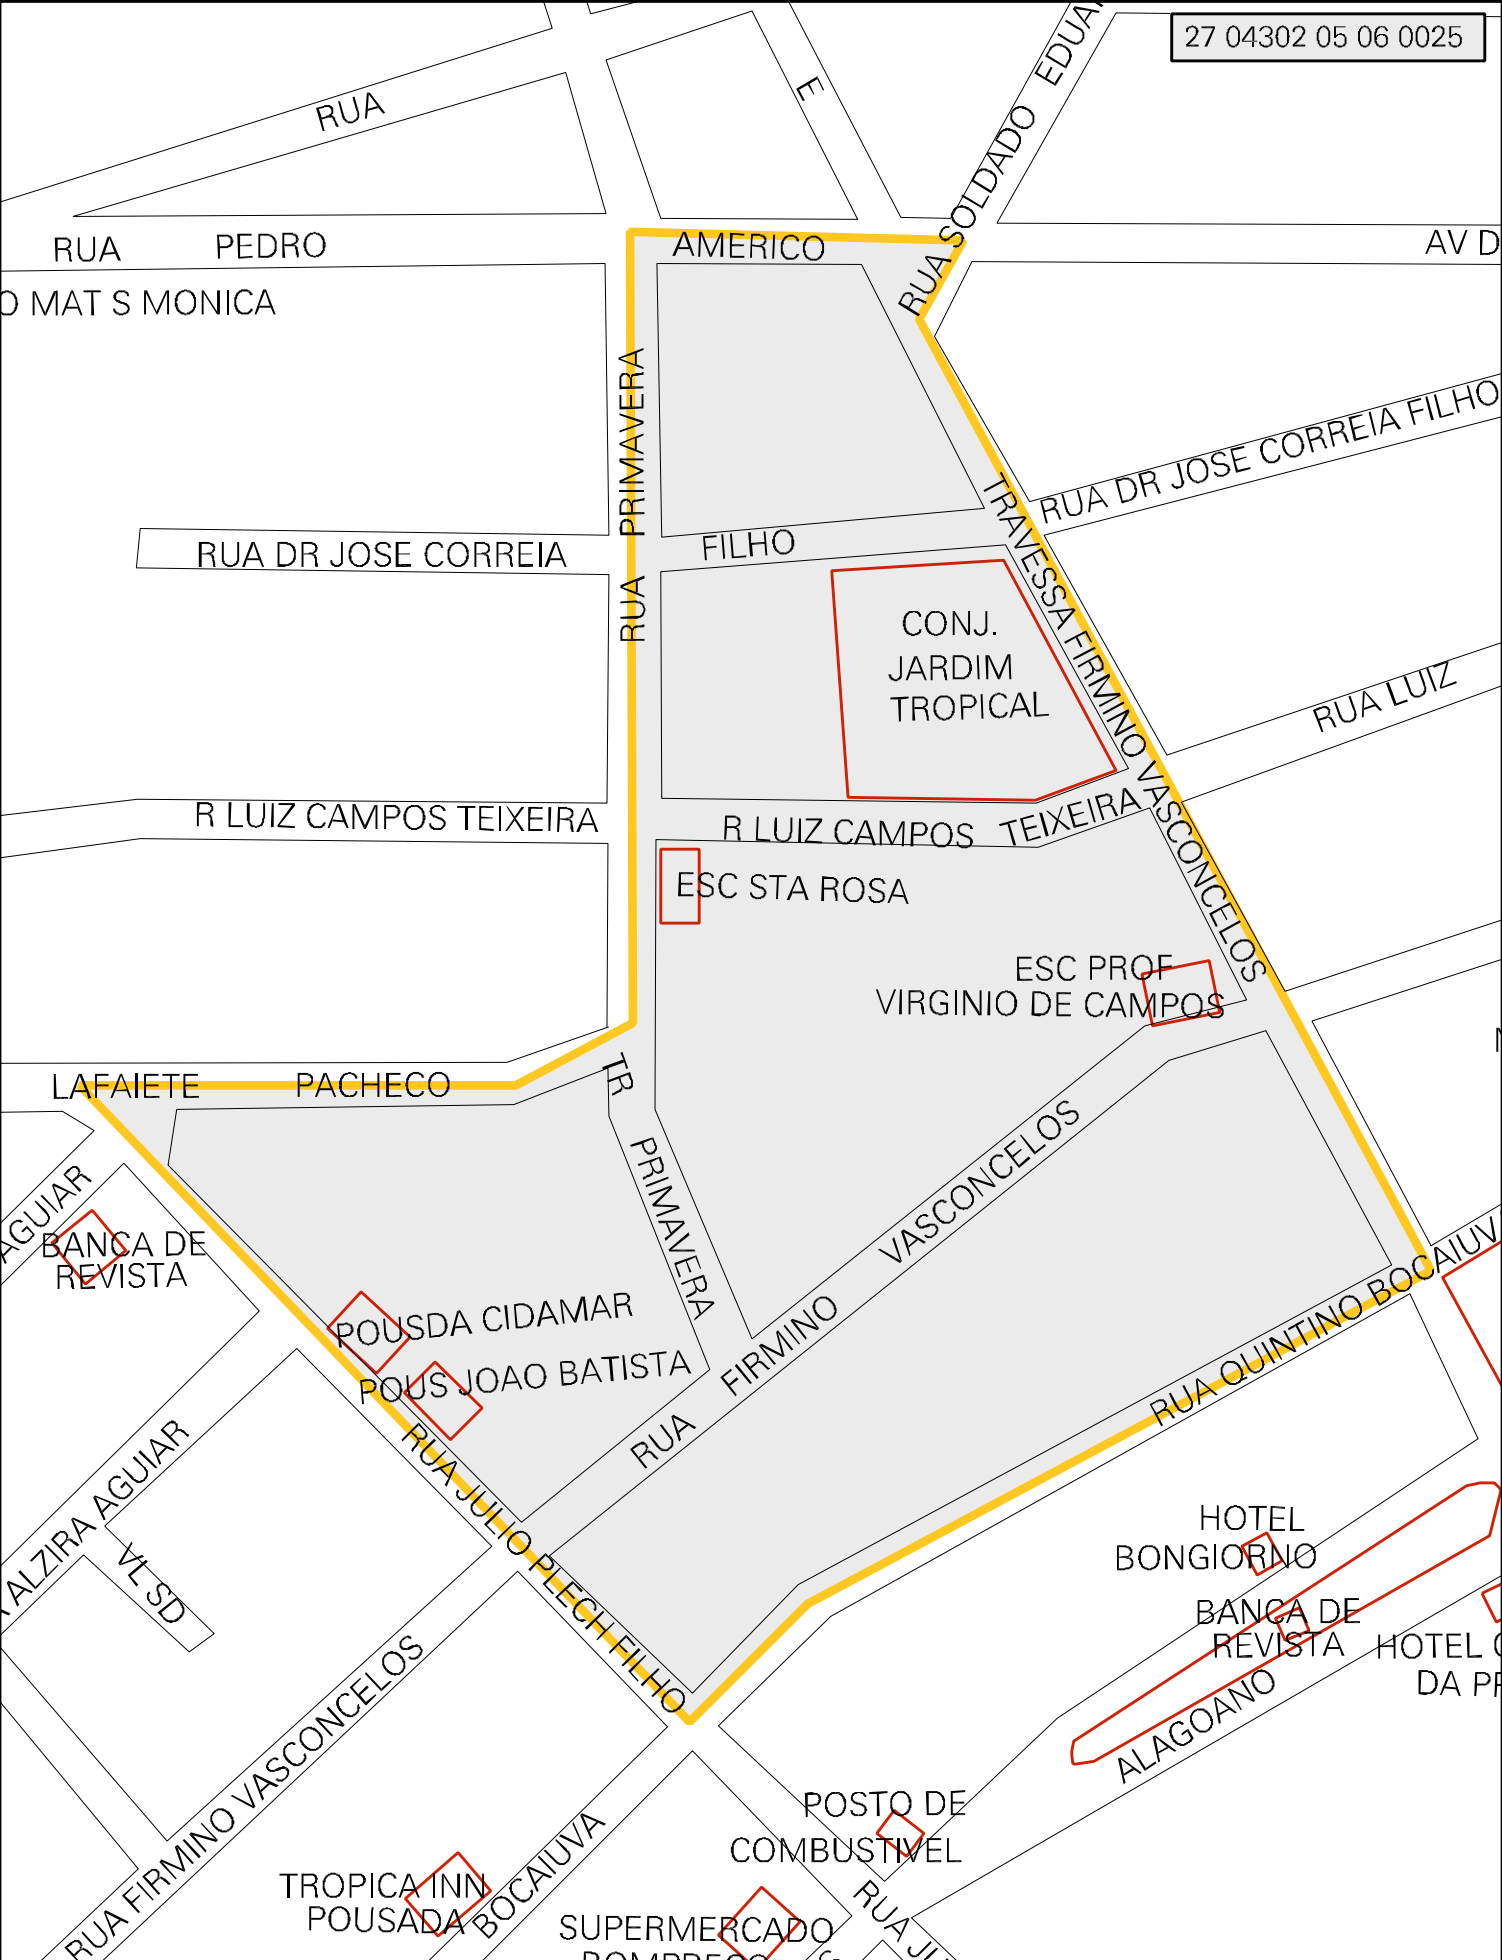 27 04302 05 06 0025
RUA
E
RUA SOLDADO
RUA PEDRO AMERICO
AV
MAT S MONICA
RUA PRIMAVERA
RUA DR JOSE CORREIA FILHO
RUA DR JOSE CORREIA FILHO
TRAVESSA FIRMINO VASCONCELOS
CONJ.
JARDIM
TROPICAL
RUA LUIZ
R LUIZ CAMPOS TEIXEIRA
R LUIZ CAMPOS TEIXEIRA
ESC STA ROSA
ESC PROF
VIRGINIO DE CAMPOS
LAFAIETE PACHECO
TR PRIMAVERA
AGUIAR
BANCA DE
REVISTA
POUSDA CIDAMAR
POUS JOAO BATISTA
RUA FIRMINO VASCONCELOS
RUA QUINTINO BOCAIUV
RUA JULIO PLECH FILHO
ALZIRA AGUIAR
VL SD
HOTEL
BONGIORNO
BANCA DE
REVISTA
HOTEL
DA
ALAGOANO
RUA FIRMINO VASCONCELOS
BOCAIUVA
POSTO DE
COMBUSTIVEL
TROPICA INN
POUSADA
SUPERMERCADO
RUA